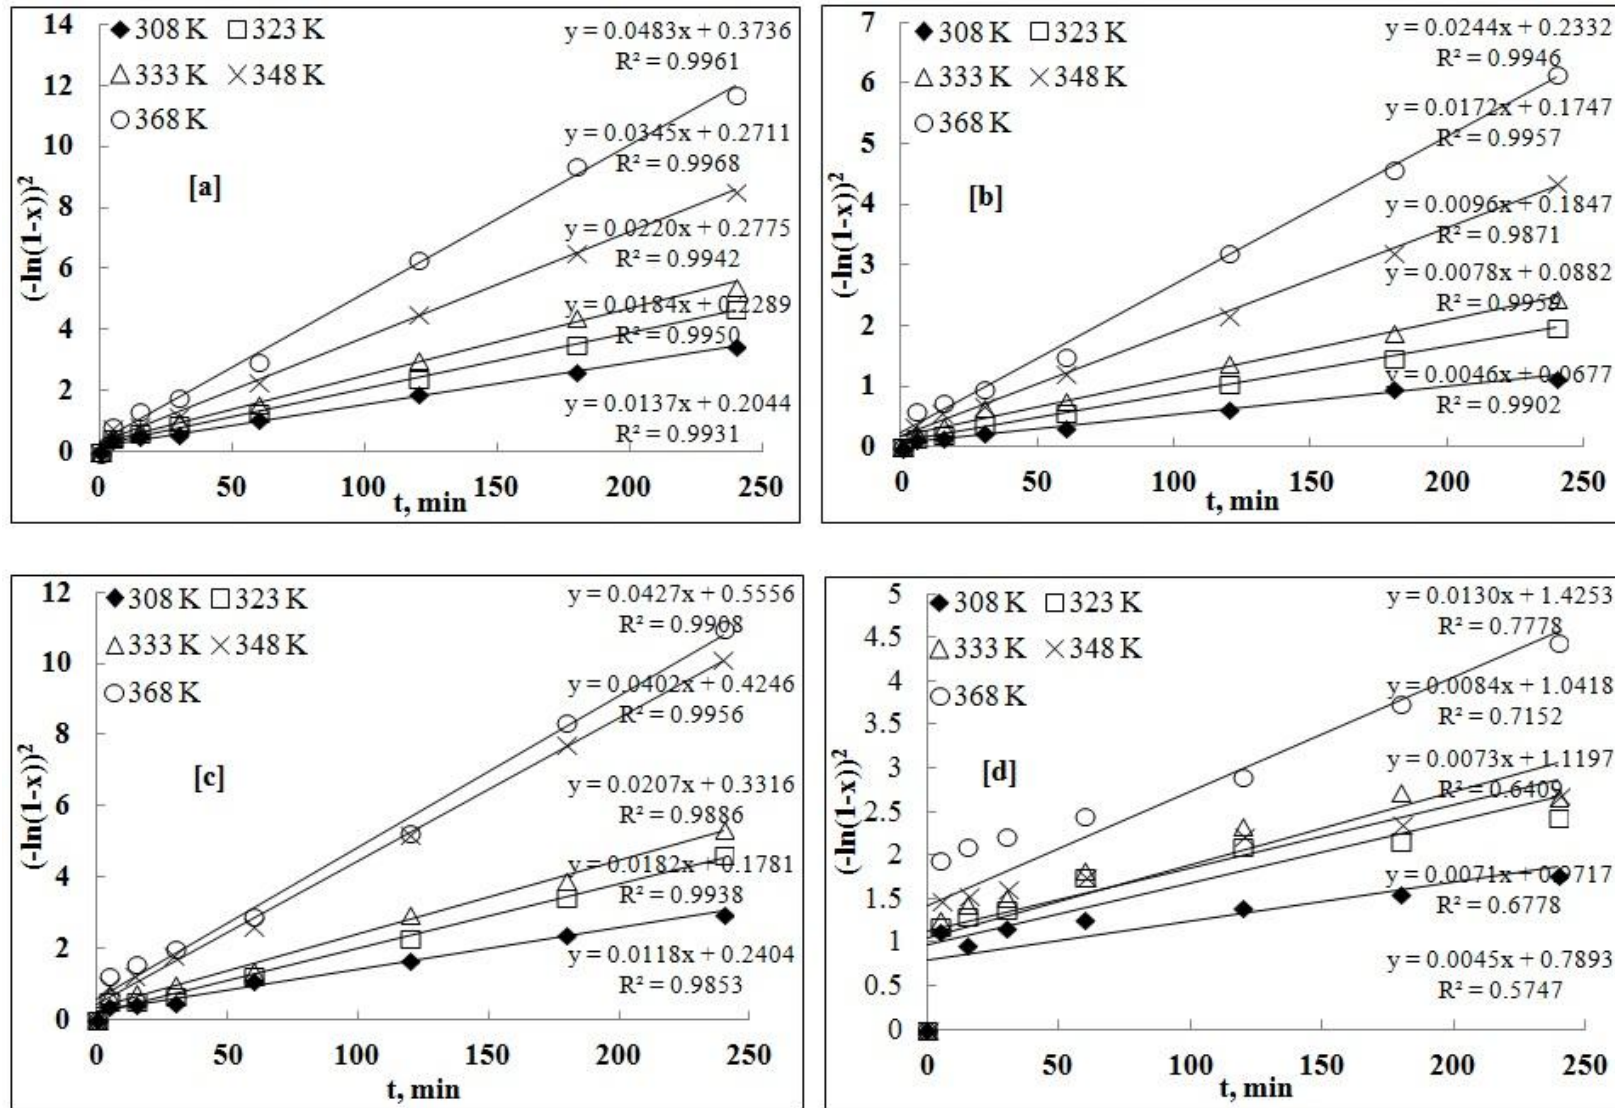 14
12
10
8
6
4
2
0
0 50 100 150 200 250
(-ln(1-x))²
t, min
308 K 323 K
333 K 348 K
368 K
[a]
y = 0.0483x + 0.3736
R² = 0.9961
y = 0.0345x + 0.2711
R² = 0.9968
y = 0.0220x + 0.2775
R² = 0.9942
y = 0.0184x + 0.2289
R² = 0.9950
y = 0.0137x + 0.2044
R² = 0.9931
7
6
5
4
3
2
1
0
0 50 100 150 200 250
(-ln(1-x))²
t, min
308 K 323 K
333 K 348 K
368 K
[b]
y = 0.0244x + 0.2332
R² = 0.9946
y = 0.0172x + 0.1747
R² = 0.9957
y = 0.0096x + 0.1847
R² = 0.9871
y = 0.0078x + 0.0882
R² =
y = 0.0046x + 0.0677
R² = 0.9902
12
10
8
6
4
2
0
0 50 100 150 200 250
(-ln(1-x))²
t, min
308 K 323 K
333 K 348 K
368 K
[c]
y = 0.0427x + 0.5556
R² = 0.9908
y = 0.0402x + 0.4246
R² = 0.9956
y = 0.0207x + 0.3316
R² = 0.9886
y = 0.0182x + 0.1781
R² = 0.9938
y = 0.0118x + 0.2404
R² = 0.9853
5
4.5
4
3.5
3
2.5
2
1.5
1
0.5
0
0 50 100 150 200 250
(-ln(1-x))²
t, min
308 K 323 K
333 K 348 K
368 K
[d]
y = 0.0130x + 1.4253
R² = 0.7778
y = 0.0084x + 1.0418
R² = 0.7152
y = 0.0073x + 1.1197
R² = 0.6409
y = 0.0071x + 0.9717
R² = 0.6778
y = 0.0045x + 0.7893
R² = 0.5747